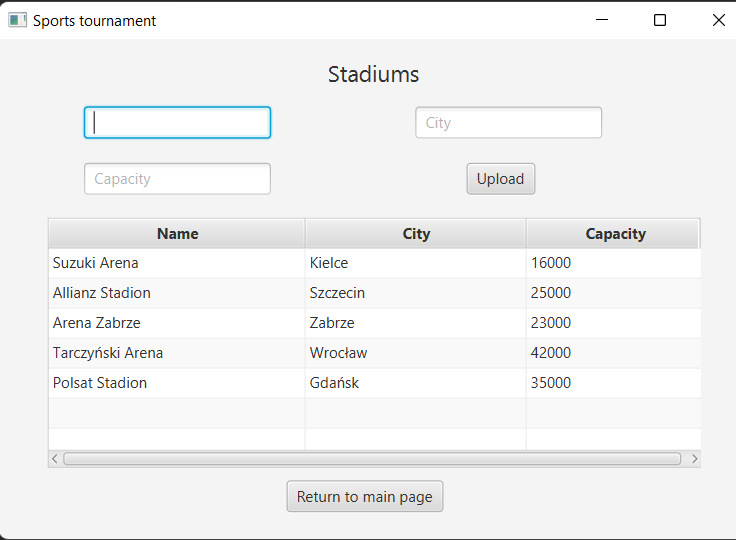 Sports tournament
Stadiums
City
Capacity
Upload
Name City Capacity
Suzuki Arena Kielce 16000
Allianz Stadion Szczecin 25000
Arena Zabrze Zabrze 23000
Tarczyński Arena Wrocław 42000
Polsat Stadion Gdańsk 35000
Return to main page